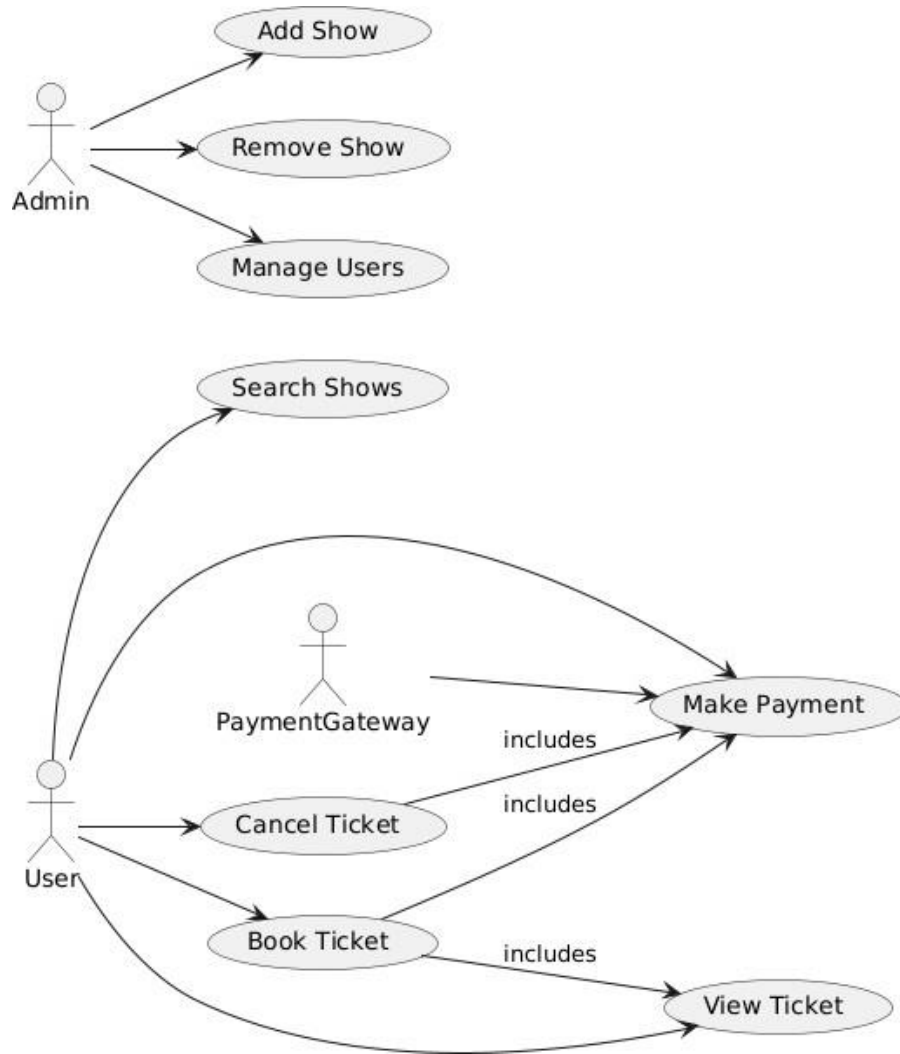 Add Show
Remove Show
Admin
Manage Users
Search Shows
PaymentGateway
Make Payment
includes
includes
Cancel Ticket
User
Book Ticket
includes
View Ticket